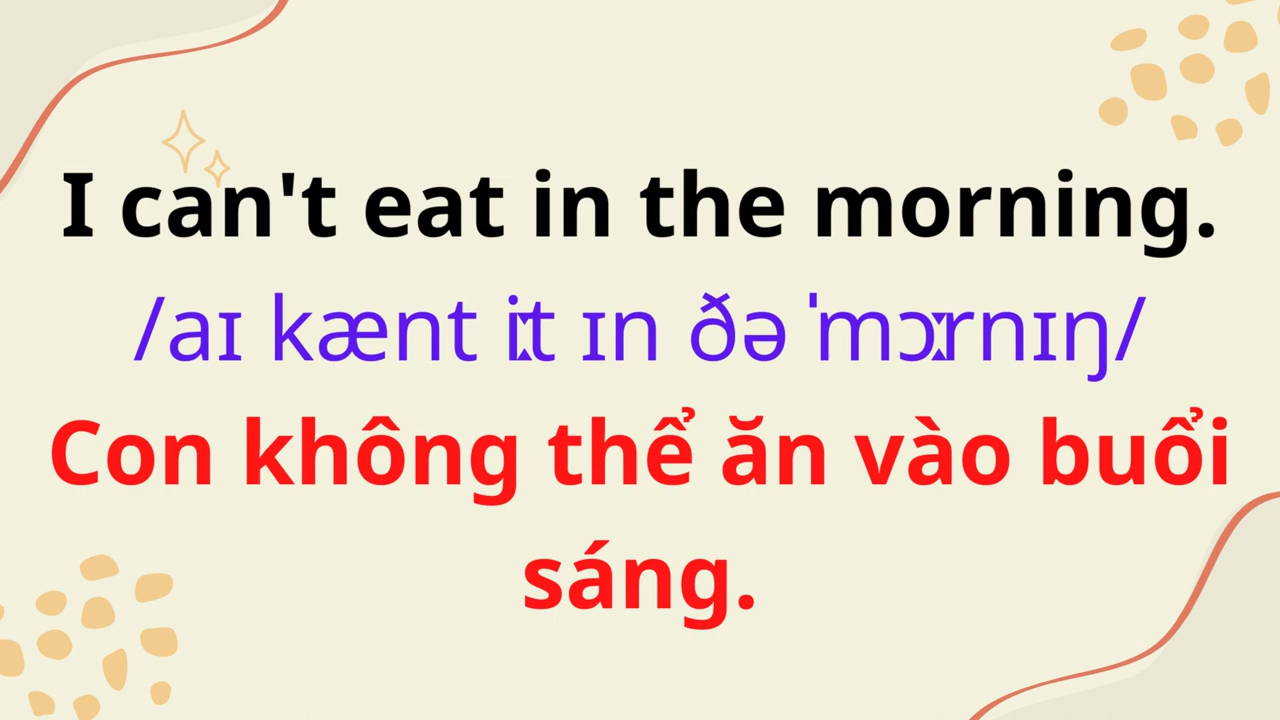 I can't eat in the morning.
/aɪ kænt iːt ɪn ðə ˈmɔːrnɪŋ/
Con không thể ăn vào buổi
sáng.